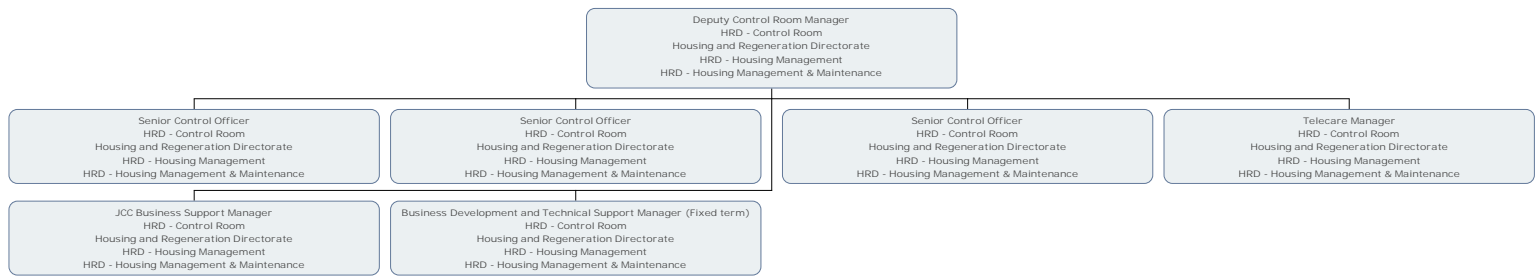 Deputy Control Room Manager
HRD - Control Room
Housing and Regeneration Directorate
HRD - Housing Management
HRD - Housing Management & Maintenance
Senior Control Officer
HRD - Control Room
Housing and Regeneration Directorate
HRD - Housing Management
HRD - Housing Management & Maintenance
Senior Control Officer
HRD - Control Room
Housing and Regeneration Directorate
HRD - Housing Management
HRD - Housing Management & Maintenance
Senior Control Officer
HRD - Control Room
Housing and Regeneration Directorate
HRD - Housing Management
HRD - Housing Management & Maintenance
Telecare Manager
HRD - Control Room
Housing and Regeneration Directorate
HRD - Housing Management
HRD - Housing Management & Maintenance
JCC Business Support Manager
HRD - Control Room
Housing and Regeneration Directorate
HRD - Housing Management
HRD - Housing Management & Maintenance
Business Development and Technical Support Manager (Fixed term)
HRD - Control Room
Housing and Regeneration Directorate
HRD - Housing Management
HRD - Housing Management & Maintenance